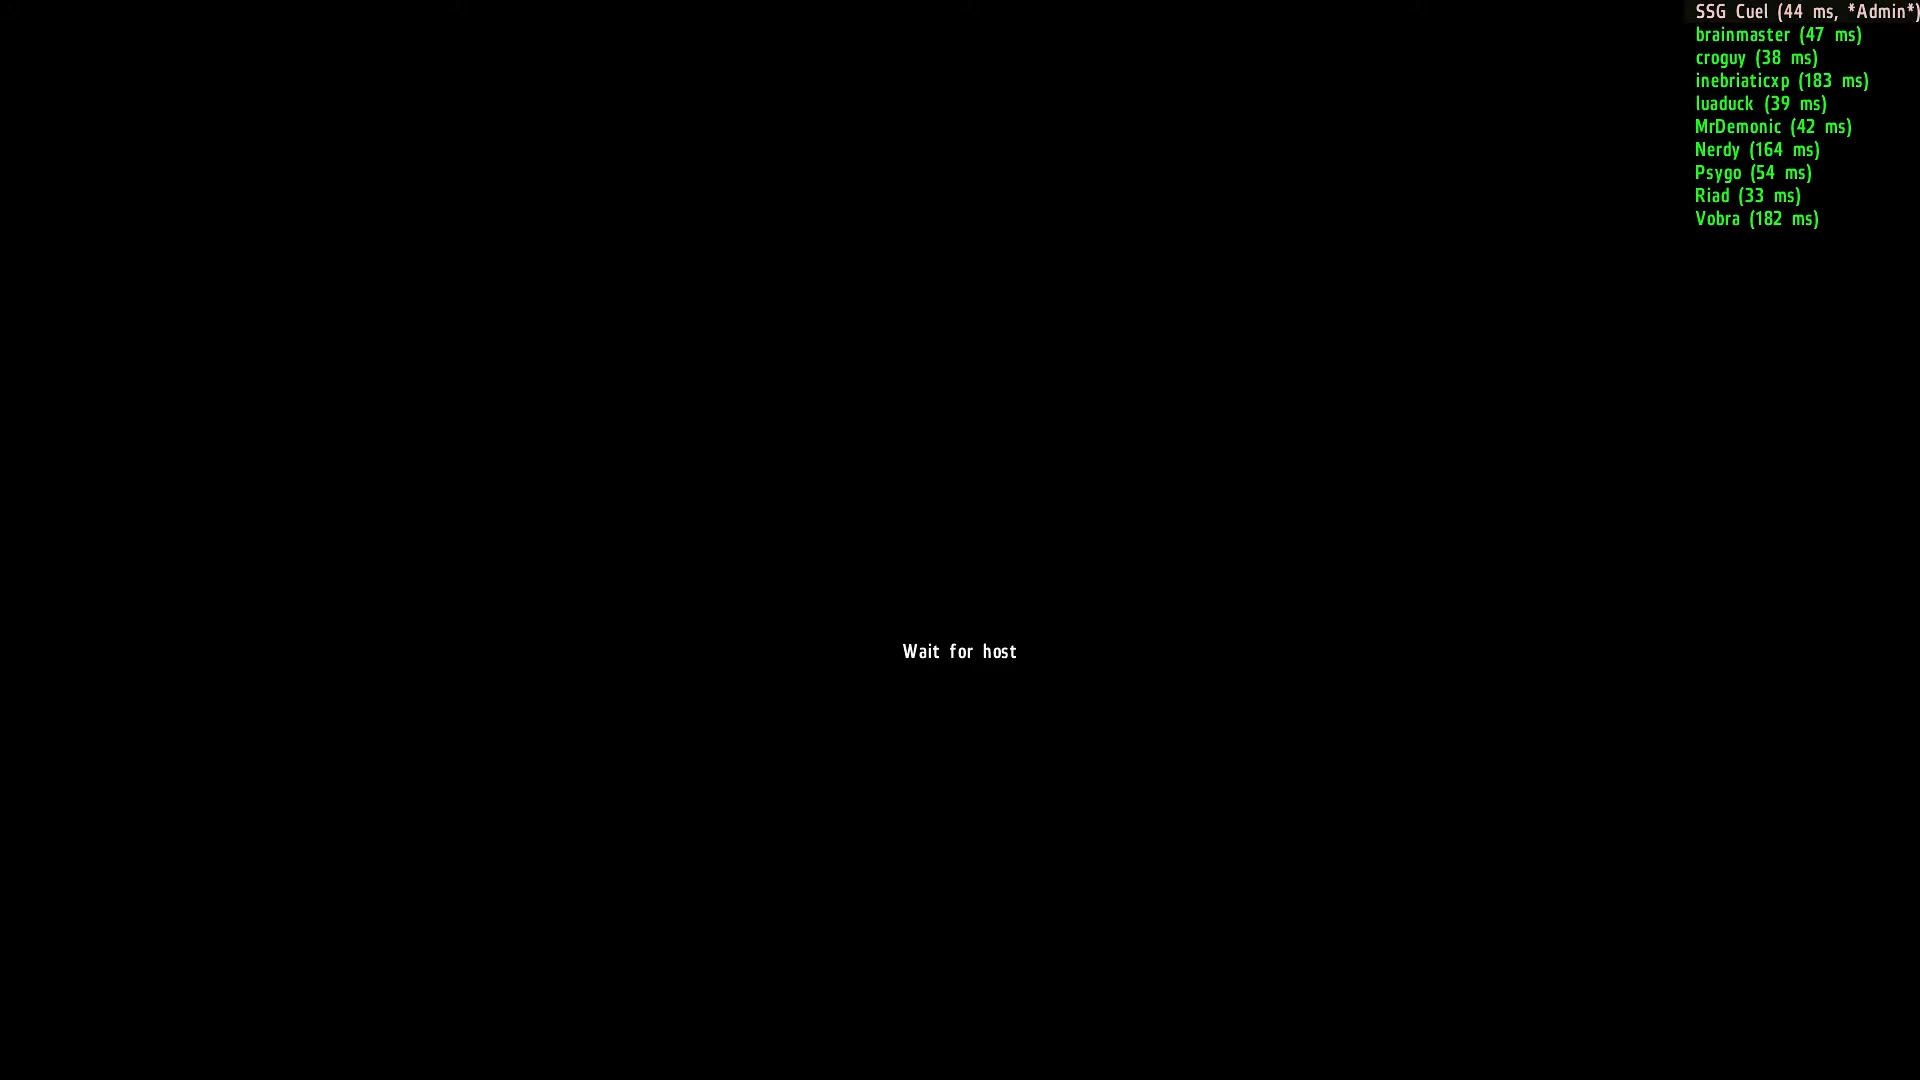 SSG Cuel (44 ms, *Admin*)
brainmaster (47 ms)
croguy (38 ms)
inebriaticxp (183 ms)
luaduck (39 ms)
MrDemonic (42 ms)
Nerdy (164 ms)
Psygo (54 ms)
Riad (33 ms)
Vobra (182 ms)
Wait for host